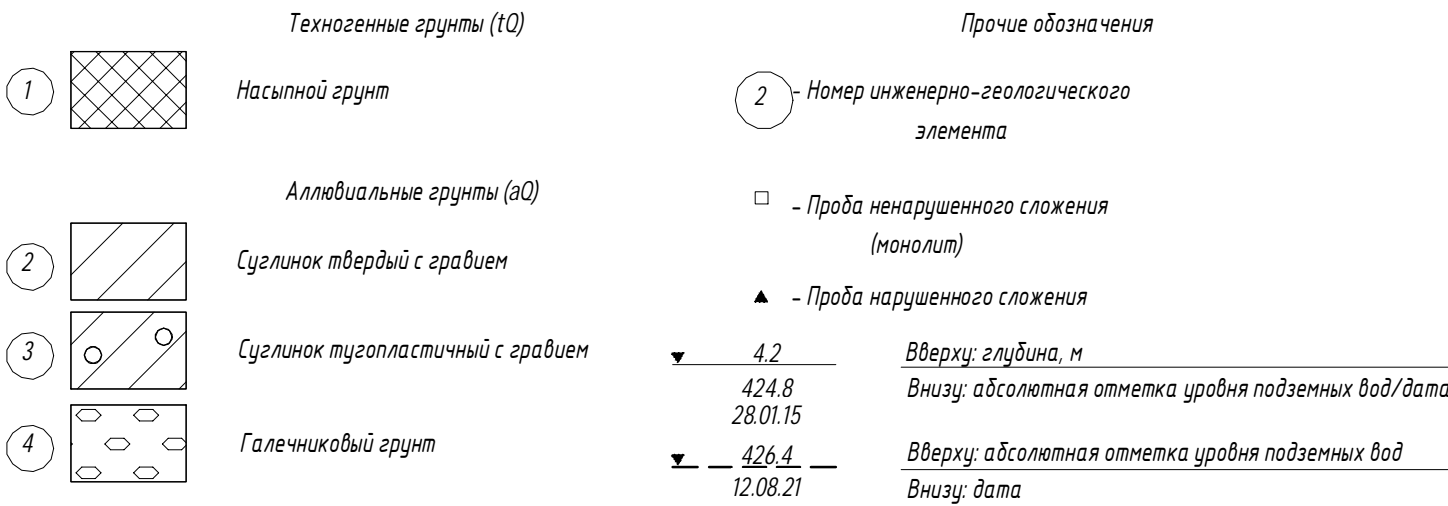 Техногенные грунты (tQ)
1
Насыпной грунт
Аллювиальные грунты (aQ)
2
Суглинок твердый с гравием
3
Суглинок тугопластичный с гравием
4
Галечниковый грунт
Прочие обозначения
2 - Номер инженерно-геологического
элемента
- Проба ненарушенного сложения
(монолит)
- Проба нарушенного сложения
4.2
424.8
28.01.15
Вверху: глубина, м
Внизу: абсолютная отметка уровня подземных вод/дата
426.4
12.08.21
Вверху: абсолютная отметка уровня подземных вод
Внизу: дата